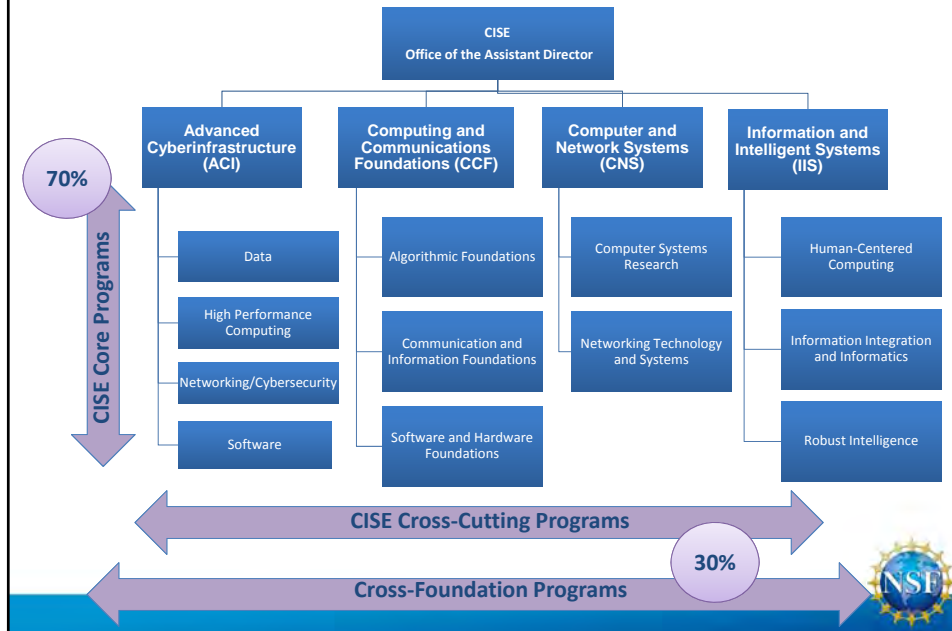 CISE
Office of the Assistant Director
Advanced
Cyberinfrastructure
(ACI)
Computing and
Communications
Foundations (CCF)
Computer and
Network Systems
(CNS)
Information and
Intelligent Systems
(IIS)
70%
CISE Core Programs
Data
High Performance
Computing
Networking/Cybersecurity
Software
Algorithmic Foundations
Communication and
Information Foundations
Software and Hardware
Foundations
Computer Systems
Research
Networking Technology
and Systems
Human-Centered
Computing
Information Integration
and Informatics
Robust Intelligence
CISE Cross-Cutting Programs
30%
Cross-Foundation Programs
NSF